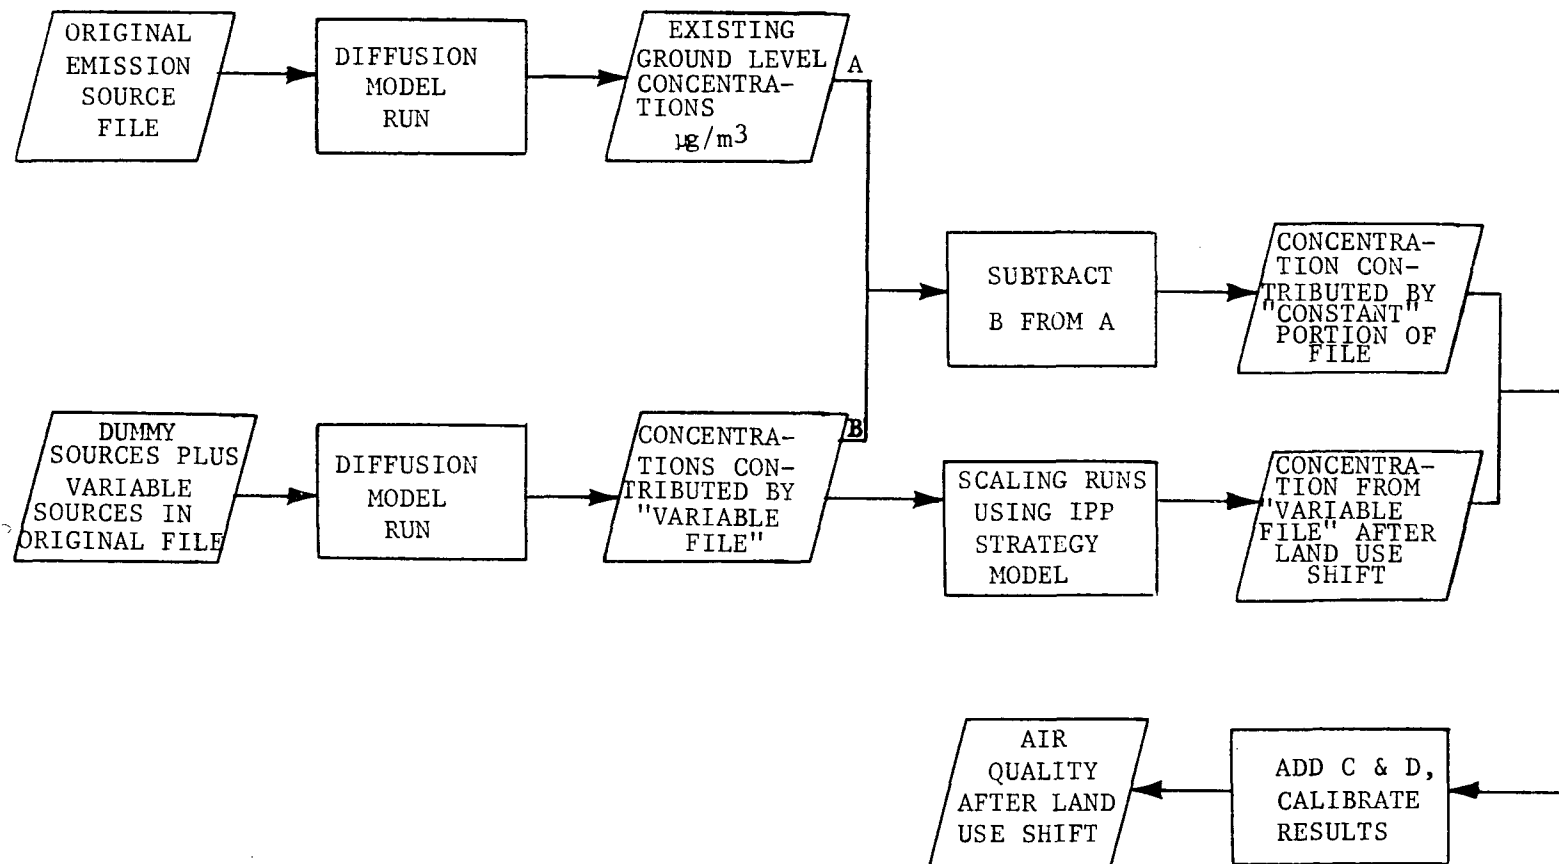 ORIGINAL
EMISSION
SOURCE
FILE
DIFFUSION
MODEL
RUN
EXISTING
GROUND LEVEL
CONCENTRA-
TIONS
µg/m3
A
SUBTRACT
B FROM A
CONCENTRA-
TION CON-
TRIBUTED BY
"CONSTANT"
PORTION OF
FILE
DUMMY
SOURCES PLUS
VARIABLE
SOURCES IN
ORIGINAL FILE
DIFFUSION
MODEL
RUN
CONCENTRA-
TIONS CON-
TRIBUTED BY
"VARIABLE
FILE"
B
SCALING RUNS
USING IPP
STRATEGY
MODEL
CONCENTRA-
TION FROM
"VARIABLE
FILE" AFTER
LAND USE
SHIFT
AIR
QUALITY
AFTER LAND
USE SHIFT
ADD C & D,
CALIBRATE
RESULTS